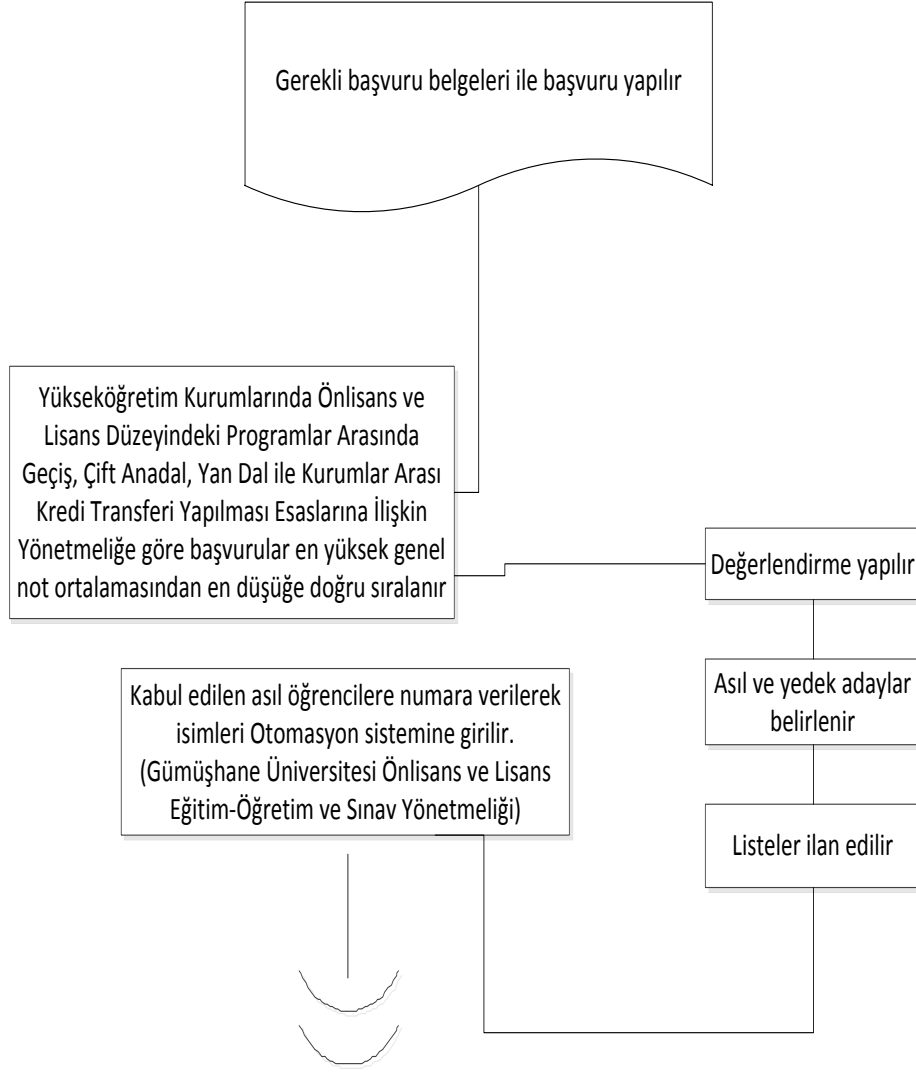 Gerekli başvuru belgeleri ile başvuru yapılır
Yükseköğretim Kurumlarında Önlisans ve
Lisans Düzeyindeki Programlar Arasında
Geçiş, Çift Anadal, Yan Dal ile Kurumlar Arası
Kredi Transferi Yapılması Esaslarına İlişkin
Yönetmeliğe göre başvurular en yüksek genel
not ortalamasından en düşüğe doğru sıralanır
Değerlendirme yapılır
Asıl ve yedek adaylar
belirlenir
Listeler ilan edilir
Kabul edilen asıl öğrencilere numara verilerek
isimleri Otomasyon sistemine girilir.
(Gümüşhane Üniversitesi Önlisans ve Lisans
Eğitim-Öğretim ve Sınav Yönetmeliği)